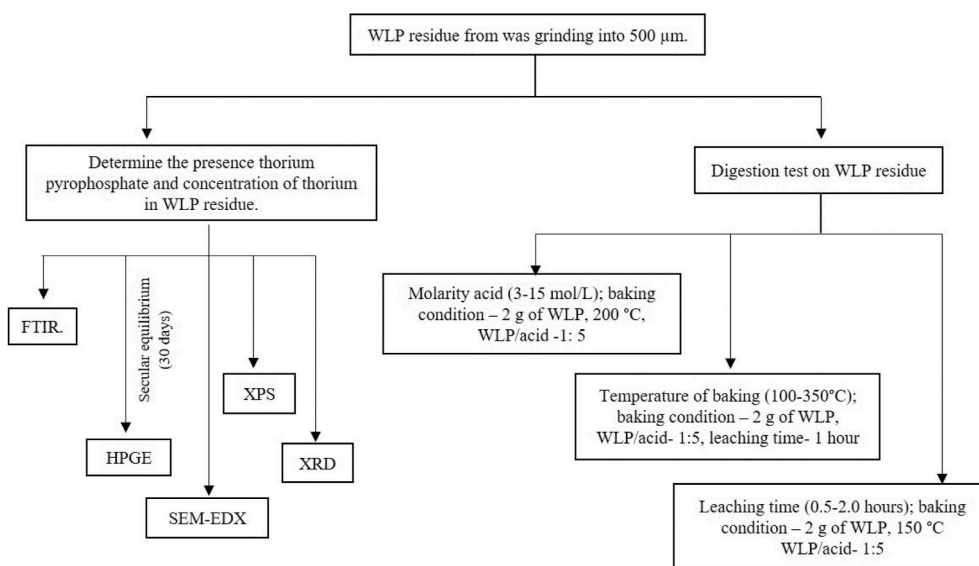 WLP residue from was grinding into 500 µm.
Determine the presence thorium
pyrophosphate and concentration of thorium
in WLP residue.
Digestion test on WLP residue
FTIR.
Secular equilibrium
(30 days)
HPGE
SEM-EDX
XPS
XRD
Molarity acid (3-15 mol/L); baking
condition – 2 g of WLP, 200 °C,
WLP/acid -1: 5
Temperature of baking (100-350°C);
baking condition – 2 g of WLP,
WLP/acid- 1:5, leaching time- 1 hour
Leaching time (0.5-2.0 hours); baking
condition – 2 g of WLP, 150 °C
WLP/acid- 1:5